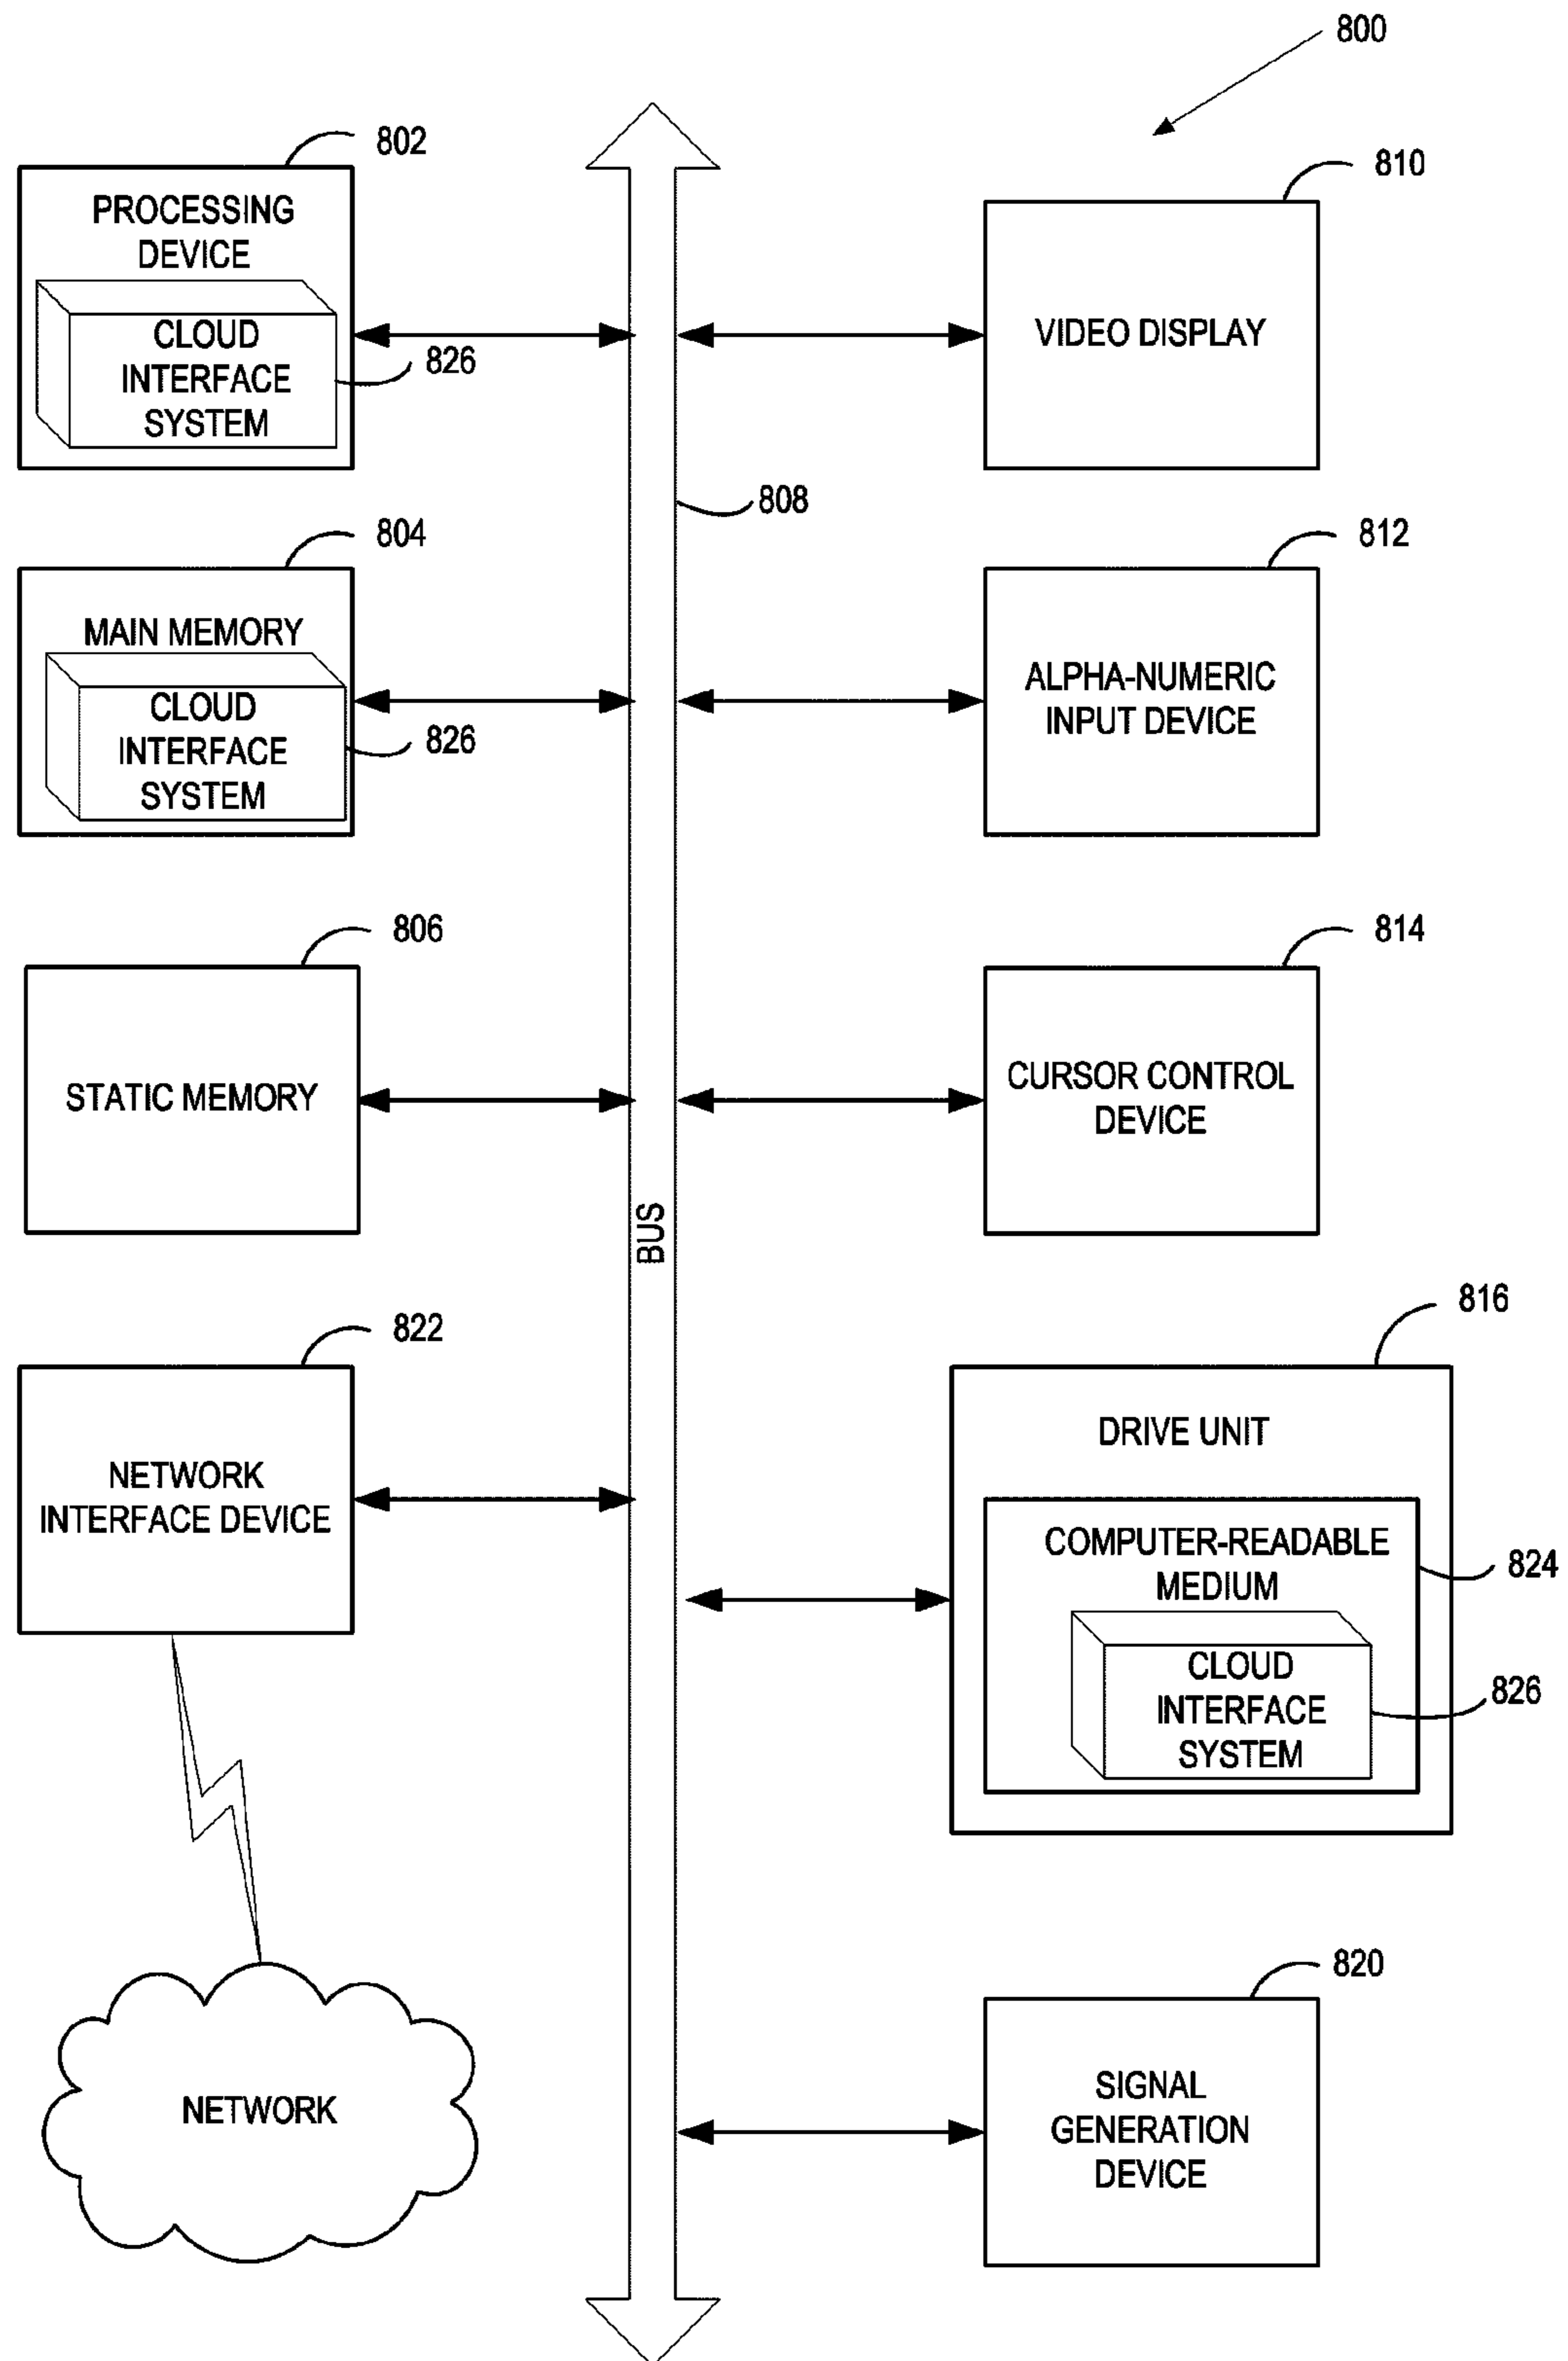 800
802
PROCESSING
DEVICE
CLOUD
INTERFACE
SYSTEM
826
810
VIDEO DISPLAY
808
804
MAIN MEMORY
CLOUD
INTERFACE
SYSTEM
826
812
ALPHA-NUMERIC
INPUT DEVICE
806
STATIC MEMORY
814
CURSOR CONTROL
DEVICE
BUS
822
NETWORK
INTERFACE DEVICE
816
DRIVE UNIT
COMPUTER-READABLE
MEDIUM
824
CLOUD
INTERFACE
SYSTEM
826
NETWORK
820
SIGNAL
GENERATION
DEVICE